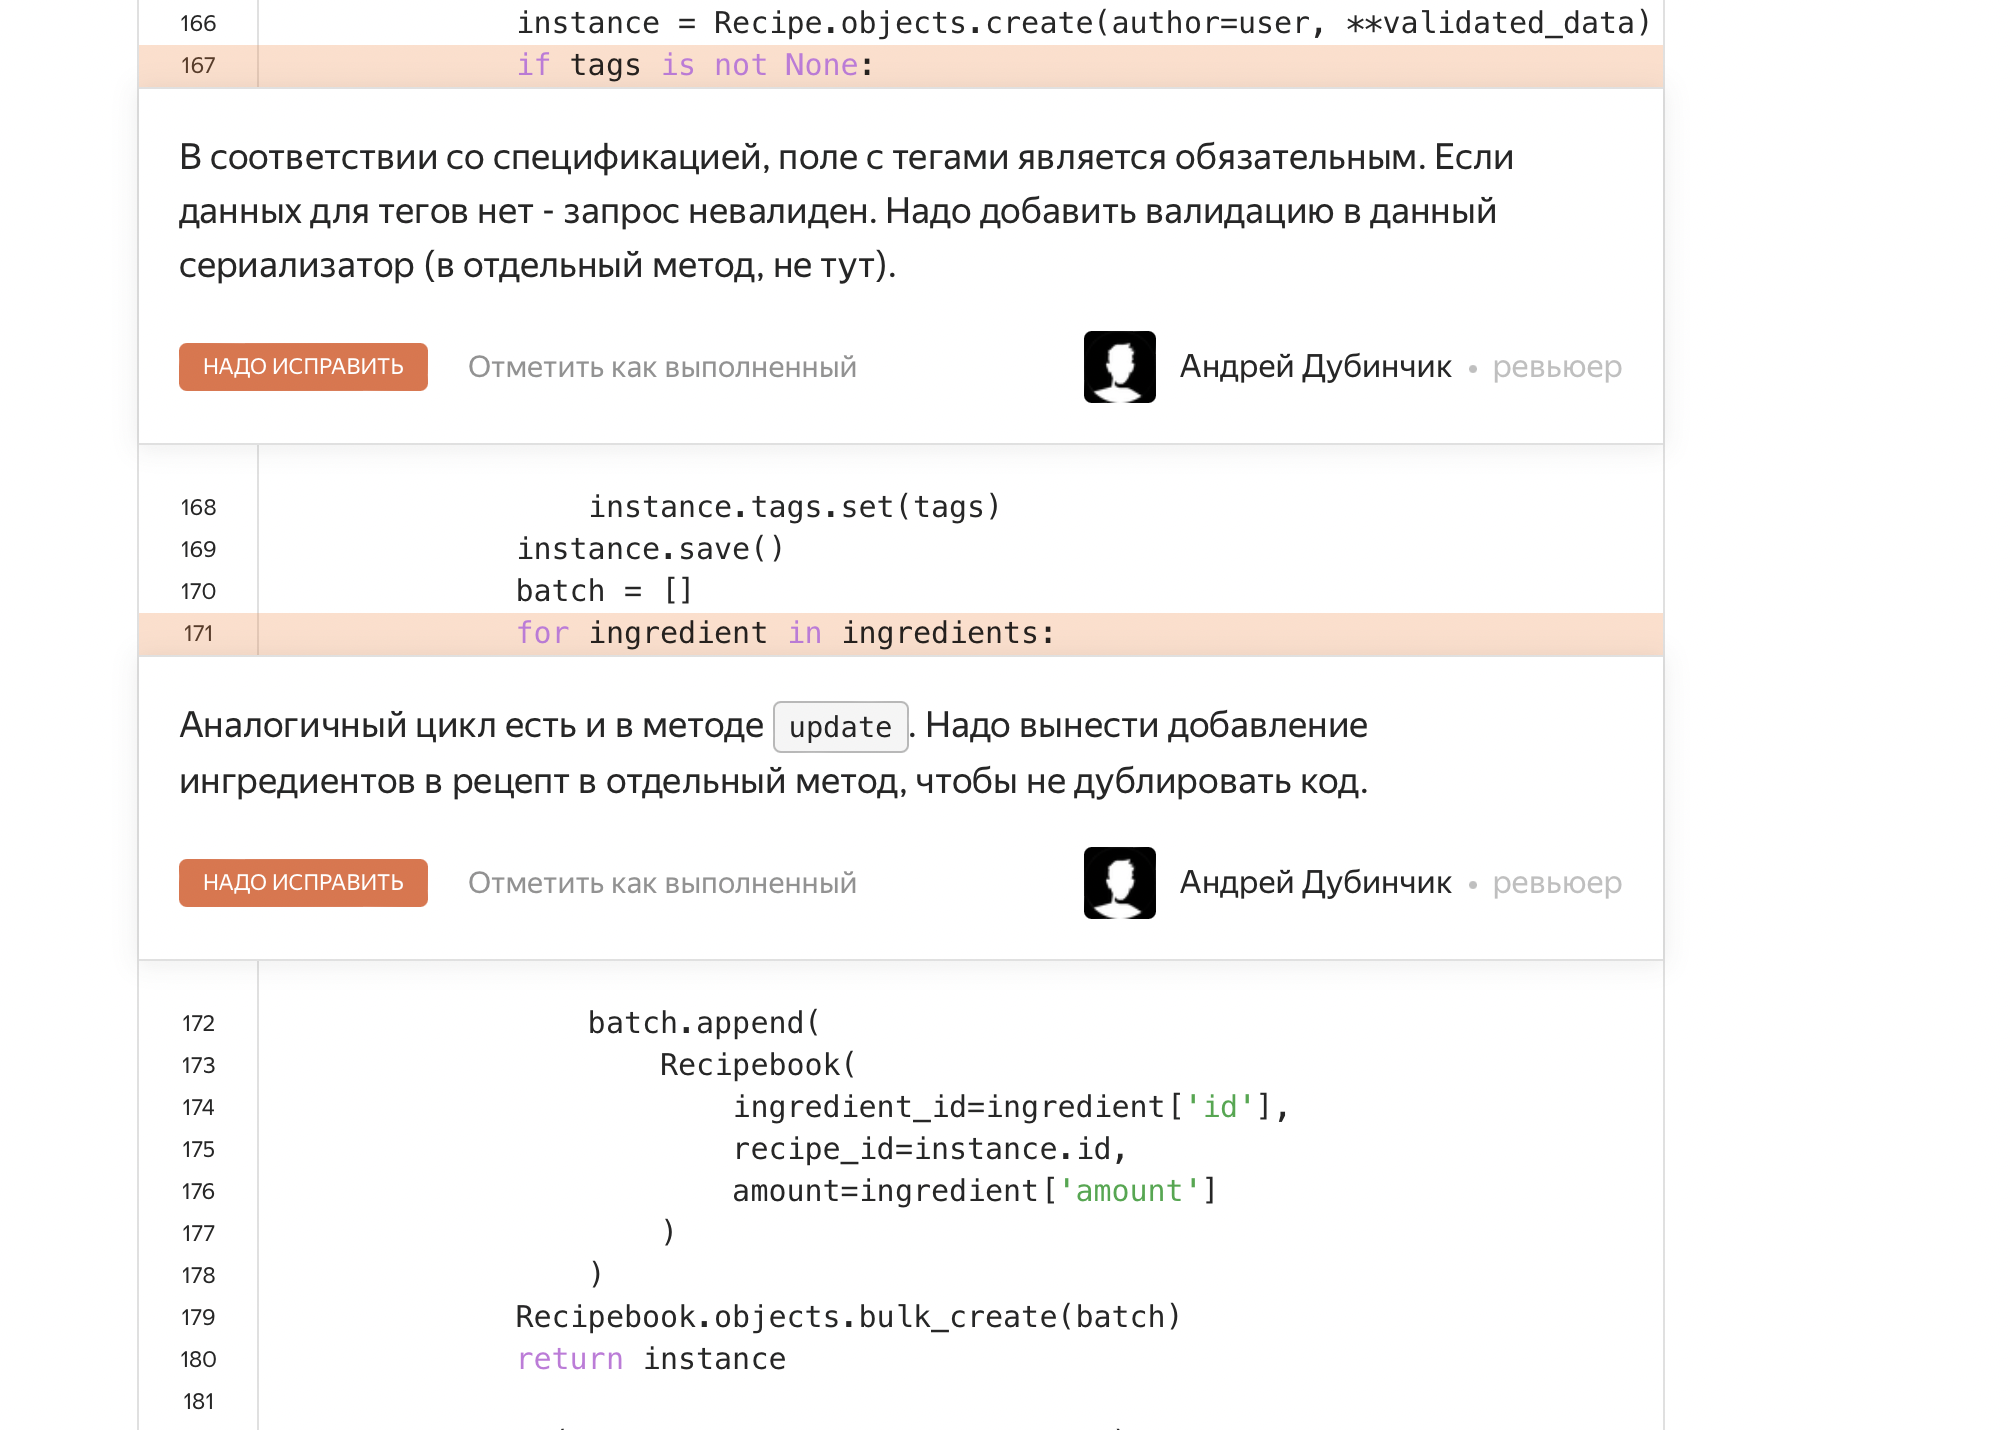 166 instance = Recipe.objects.create(author=user, **validated_data)
167 if tags is not None:
В соответствии со спецификацией, поле с тегами является обязательным. Если
данных для тегов нет - запрос невалиден. Надо добавить валидацию в данный
сериализатор (в отдельный метод, не тут).
НАДО ИСПРАВИТЬ Отметить как выполненный Андрей Дубинчик • ревьюер
168 instance.tags.set(tags)
169 instance.save()
170 batch = []
171 for ingredient in ingredients:
Аналогичный цикл есть и в методе update. Надо вынести добавление
ингредиентов в рецепт в отдельный метод, чтобы не дублировать код.
НАДО ИСПРАВИТЬ Отметить как выполненный Андрей Дубинчик • ревьюер
172 batch.append(
173 Recipebook(
174 ingredient_id=ingredient['id'],
175 recipe_id=instance.id,
176 amount=ingredient['amount']
177 )
178 )
179 Recipebook.objects.bulk_create(batch)
180 return instance
181